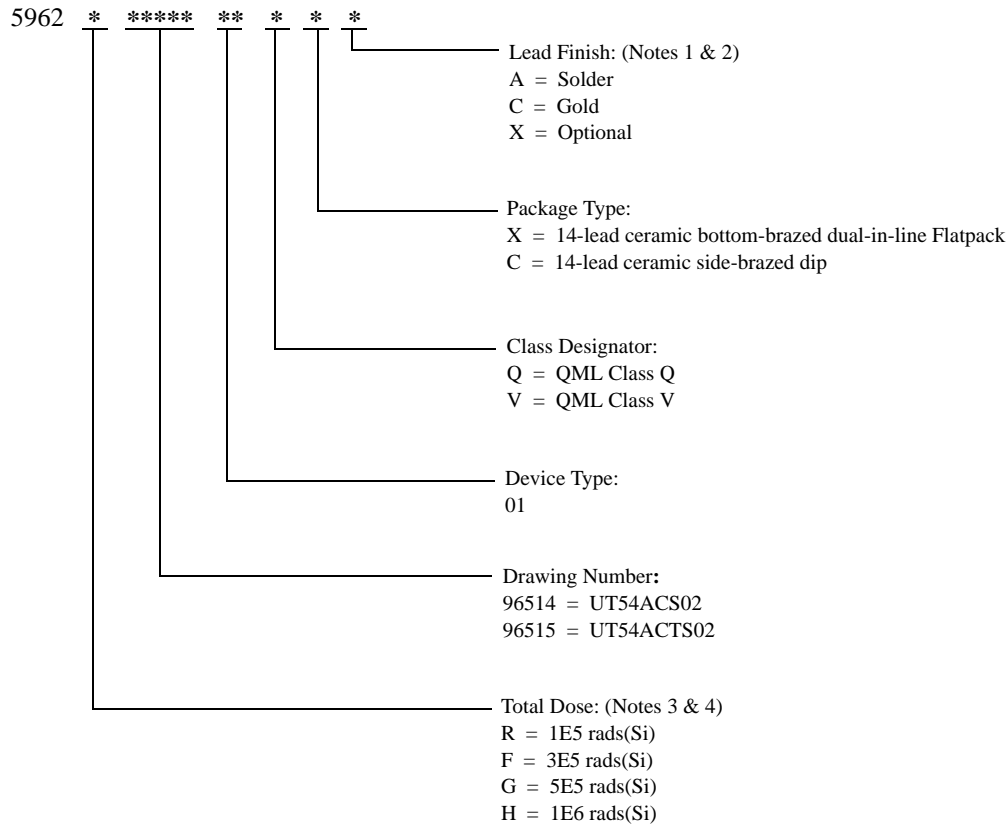 5962 * ***** ** * * *
Lead Finish: (Notes 1 & 2)
A = Solder
C = Gold
X = Optional
Package Type:
X = 14-lead ceramic bottom-brazed dual-in-line Flatpack
C = 14-lead ceramic side-brazed dip
Class Designator:
Q = QML Class Q
V = QML Class V
Device Type:
01
Drawing Number:
96514 = UT54ACS02
96515 = UT54ACTS02
Total Dose: (Notes 3 & 4)
R = 1E5 rads(Si)
F = 3E5 rads(Si)
G = 5E5 rads(Si)
H = 1E6 rads(Si)